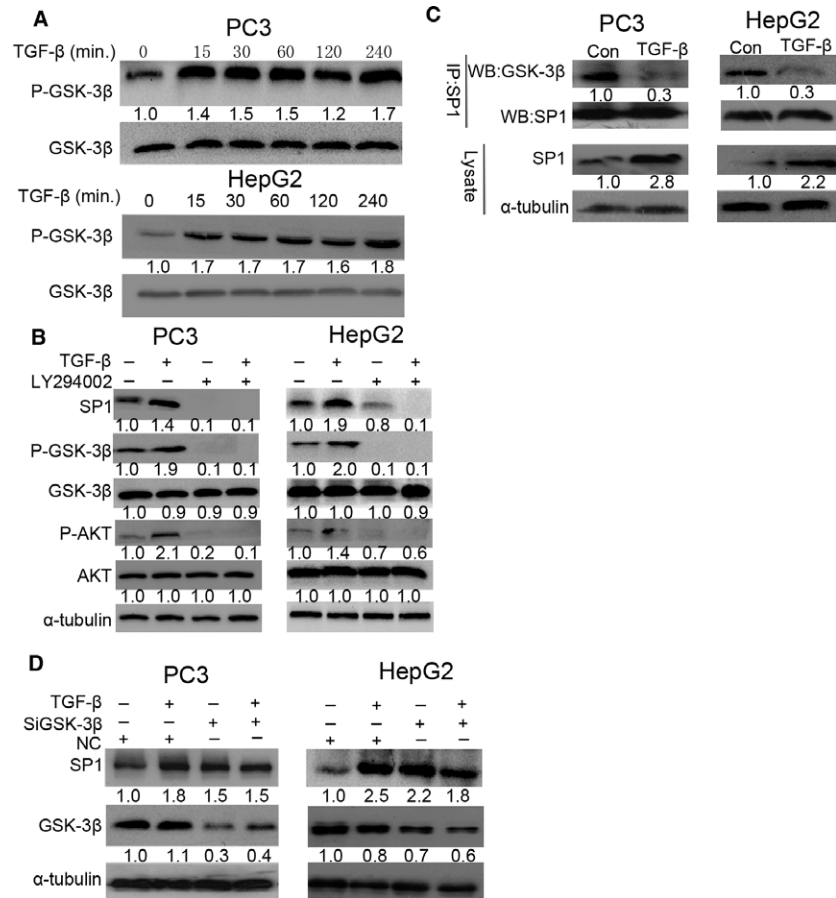 A
PC3
TGF-β (min.) 0 15 30 60 120 240
P-GSK-3β
1.0 1.4 1.5 1.5 1.2 1.7
GSK-3β
HepG2
TGF-β (min.) 0 15 30 60 120 240
P-GSK-3β
1.0 1.7 1.7 1.7 1.6 1.8
GSK-3β
B
PC3 HepG2
TGF-β − + − + − + − +
LY294002 − − + + − − + +
SP1
1.0 1.4 0.1 0.1 1.0 1.9 0.8 0.1
P-GSK-3β
1.0 1.9 0.1 0.1 1.0 2.0 0.1 0.1
GSK-3β
1.0 0.9 0.9 0.9 1.0 1.0 1.0 0.9
P-AKT
1.0 2.1 0.2 0.1 1.0 1.4 0.7 0.6
AKT
1.0 1.0 1.0 1.0 1.0 1.0 1.0 1.0
α-tubulin
C
PC3 HepG2
Con TGF-β Con TGF-β
IP:SP1
WB:GSK-3β
1.0 0.3 1.0 0.3
WB:SP1
Lysate
SP1
1.0 2.8 1.0 2.2
α-tubulin
D
PC3 HepG2
TGF-β − + − + − + − +
SiGSK-3β − − + + − − + +
NC + + − − + + − −
SP1
1.0 1.8 1.5 1.5 1.0 2.5 2.2 1.8
GSK-3β
1.0 1.1 0.3 0.4 1.0 0.8 0.7 0.6
α-tubulin